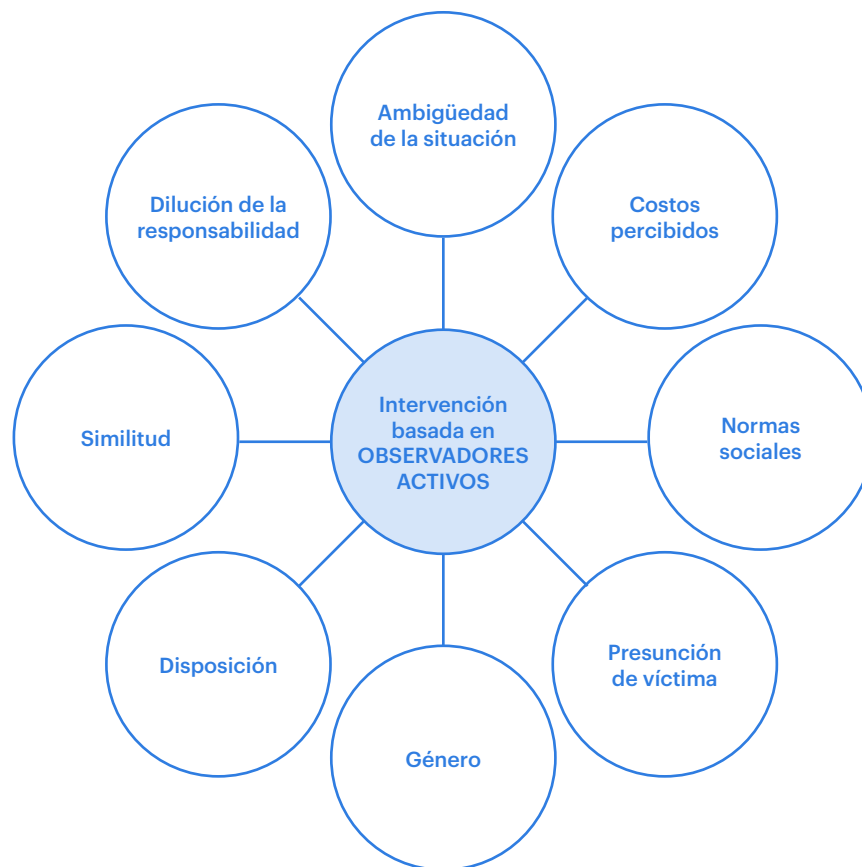 Ambigüedad
de la situación
Dilución de la
responsabilidad
Costos
percibidos
Similitud
Intervención
basada en
OBSERVADORES
ACTIVOS
Normas
sociales
Disposición
Presunción
de víctima
Género